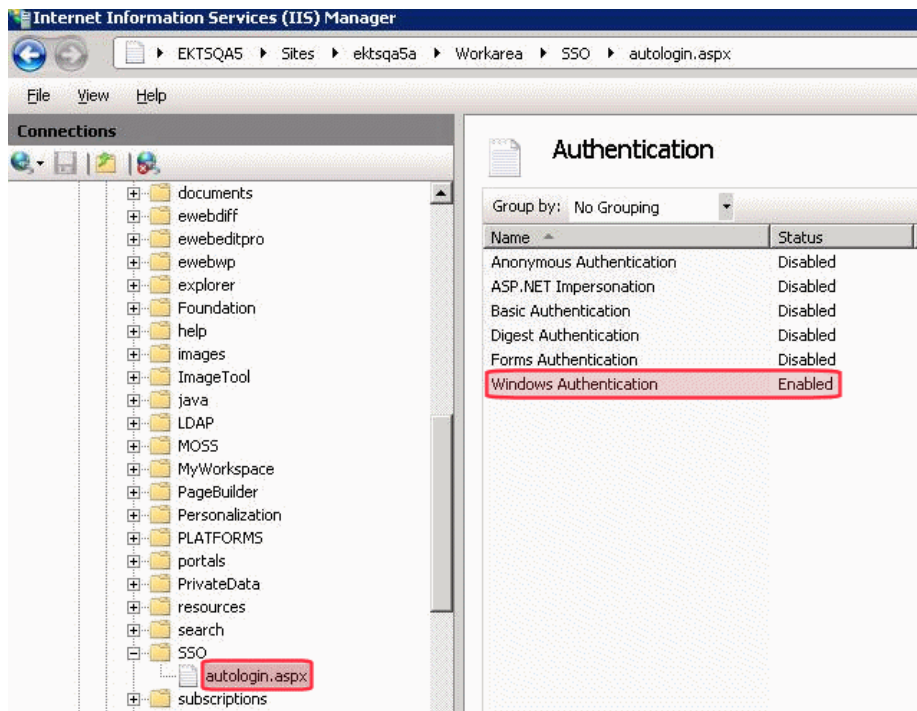 Internet Information Services (IIS) Manager
EKTSQA5 Sites ektsqa5a Workarea SSO autologin.aspx
File View Help
Connections
documents
ewebdiff
ewebeditpro
ewebwp
explorer
Foundation
help
images
ImageTool
java
LDAP
MOSS
MyWorkspace
PageBuilder
Personalization
PLATFORMS
portals
PrivateData
resources
search
SSO
autologin.aspx
subscriptions
Authentication
Group by: No Grouping
Name Status
Anonymous Authentication Disabled
ASP.NET Impersonation Disabled
Basic Authentication Disabled
Digest Authentication Disabled
Forms Authentication Disabled
Windows Authentication Enabled